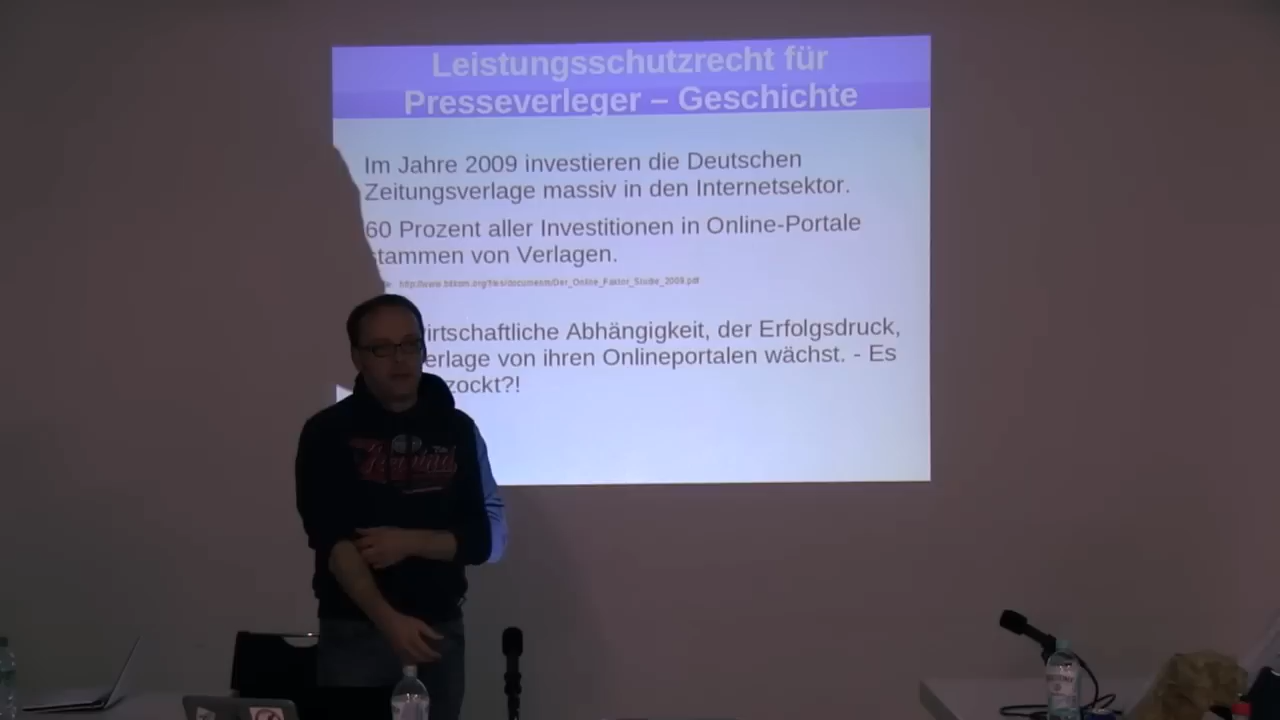 Leistungsschutzrecht für
Presseverleger – Geschichte
Im Jahre 2009 investieren die Deutschen
Zeitungsverlage massiv in den Internetsektor.
60 Prozent aller Investitionen in Online-Portale
stammen von Verlagen.
http://www.bitkom.org/files/documents/Der_Online_Faktor_Studie_2009.pdf
wirtschaftliche Abhängigkeit, der Erfolgsdruck,
erlage von ihren Onlineportalen wächst. - Es
zockt?!